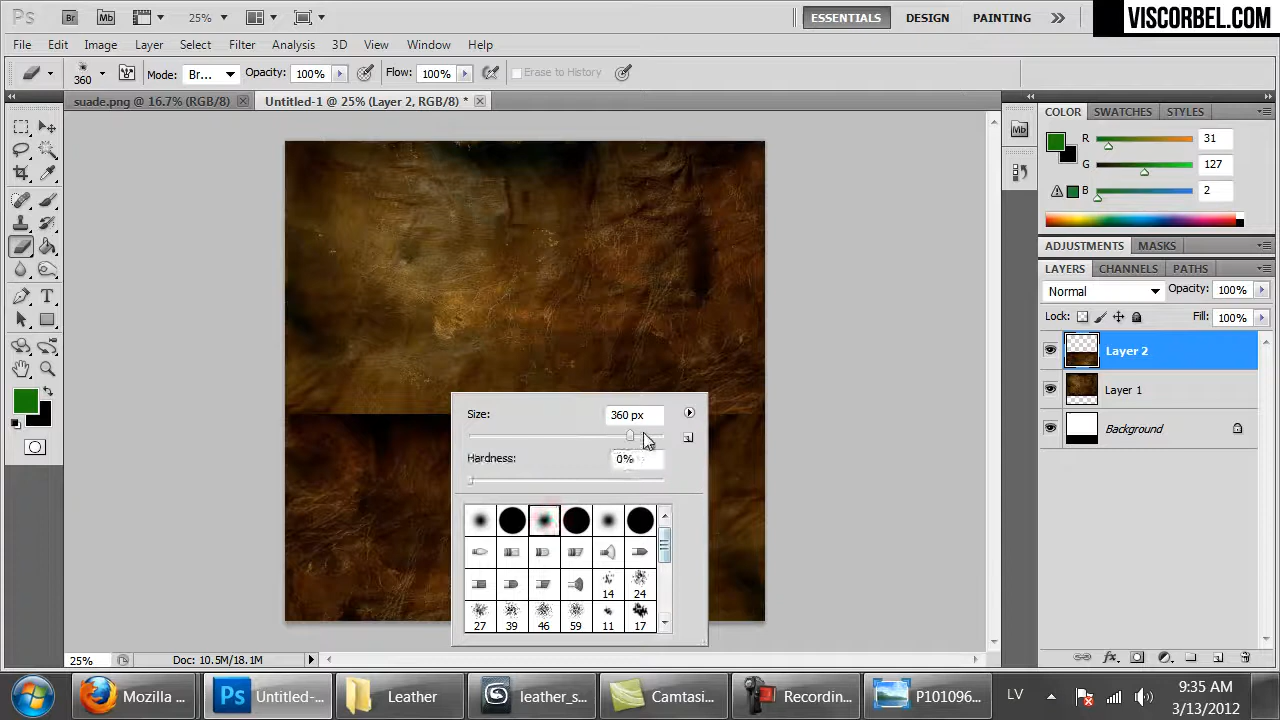 Ps Br Mb 25% ESSENTIALS DESIGN PAINTING VISCORBEL.COM
File Edit Image Layer Select Filter Analysis 3D View Window Help
360 Mode: Br... Opacity: 100% Flow: 100% Erase to History
suade.png @ 16.7% (RGB/8) Untitled-1 @ 25% (Layer 2, RGB/8) *
Mb
COLOR SWATCHES STYLES
R 31
G 127
B 2
ADJUSTMENTS MASKS
LAYERS CHANNELS PATHS
Normal Opacity: 100%
Lock: Fill: 100%
Layer 2
Layer 1
Background
T
Size: 360 px
Hardness: 0%
14 24
27 39 46 59 11 17
25% Doc: 10.5M/18.1M
Mozilla ... Ps Untitled-... Leather leather_s... Camtasi... Recordin... P101096... LV 9:35 AM
3/13/2012